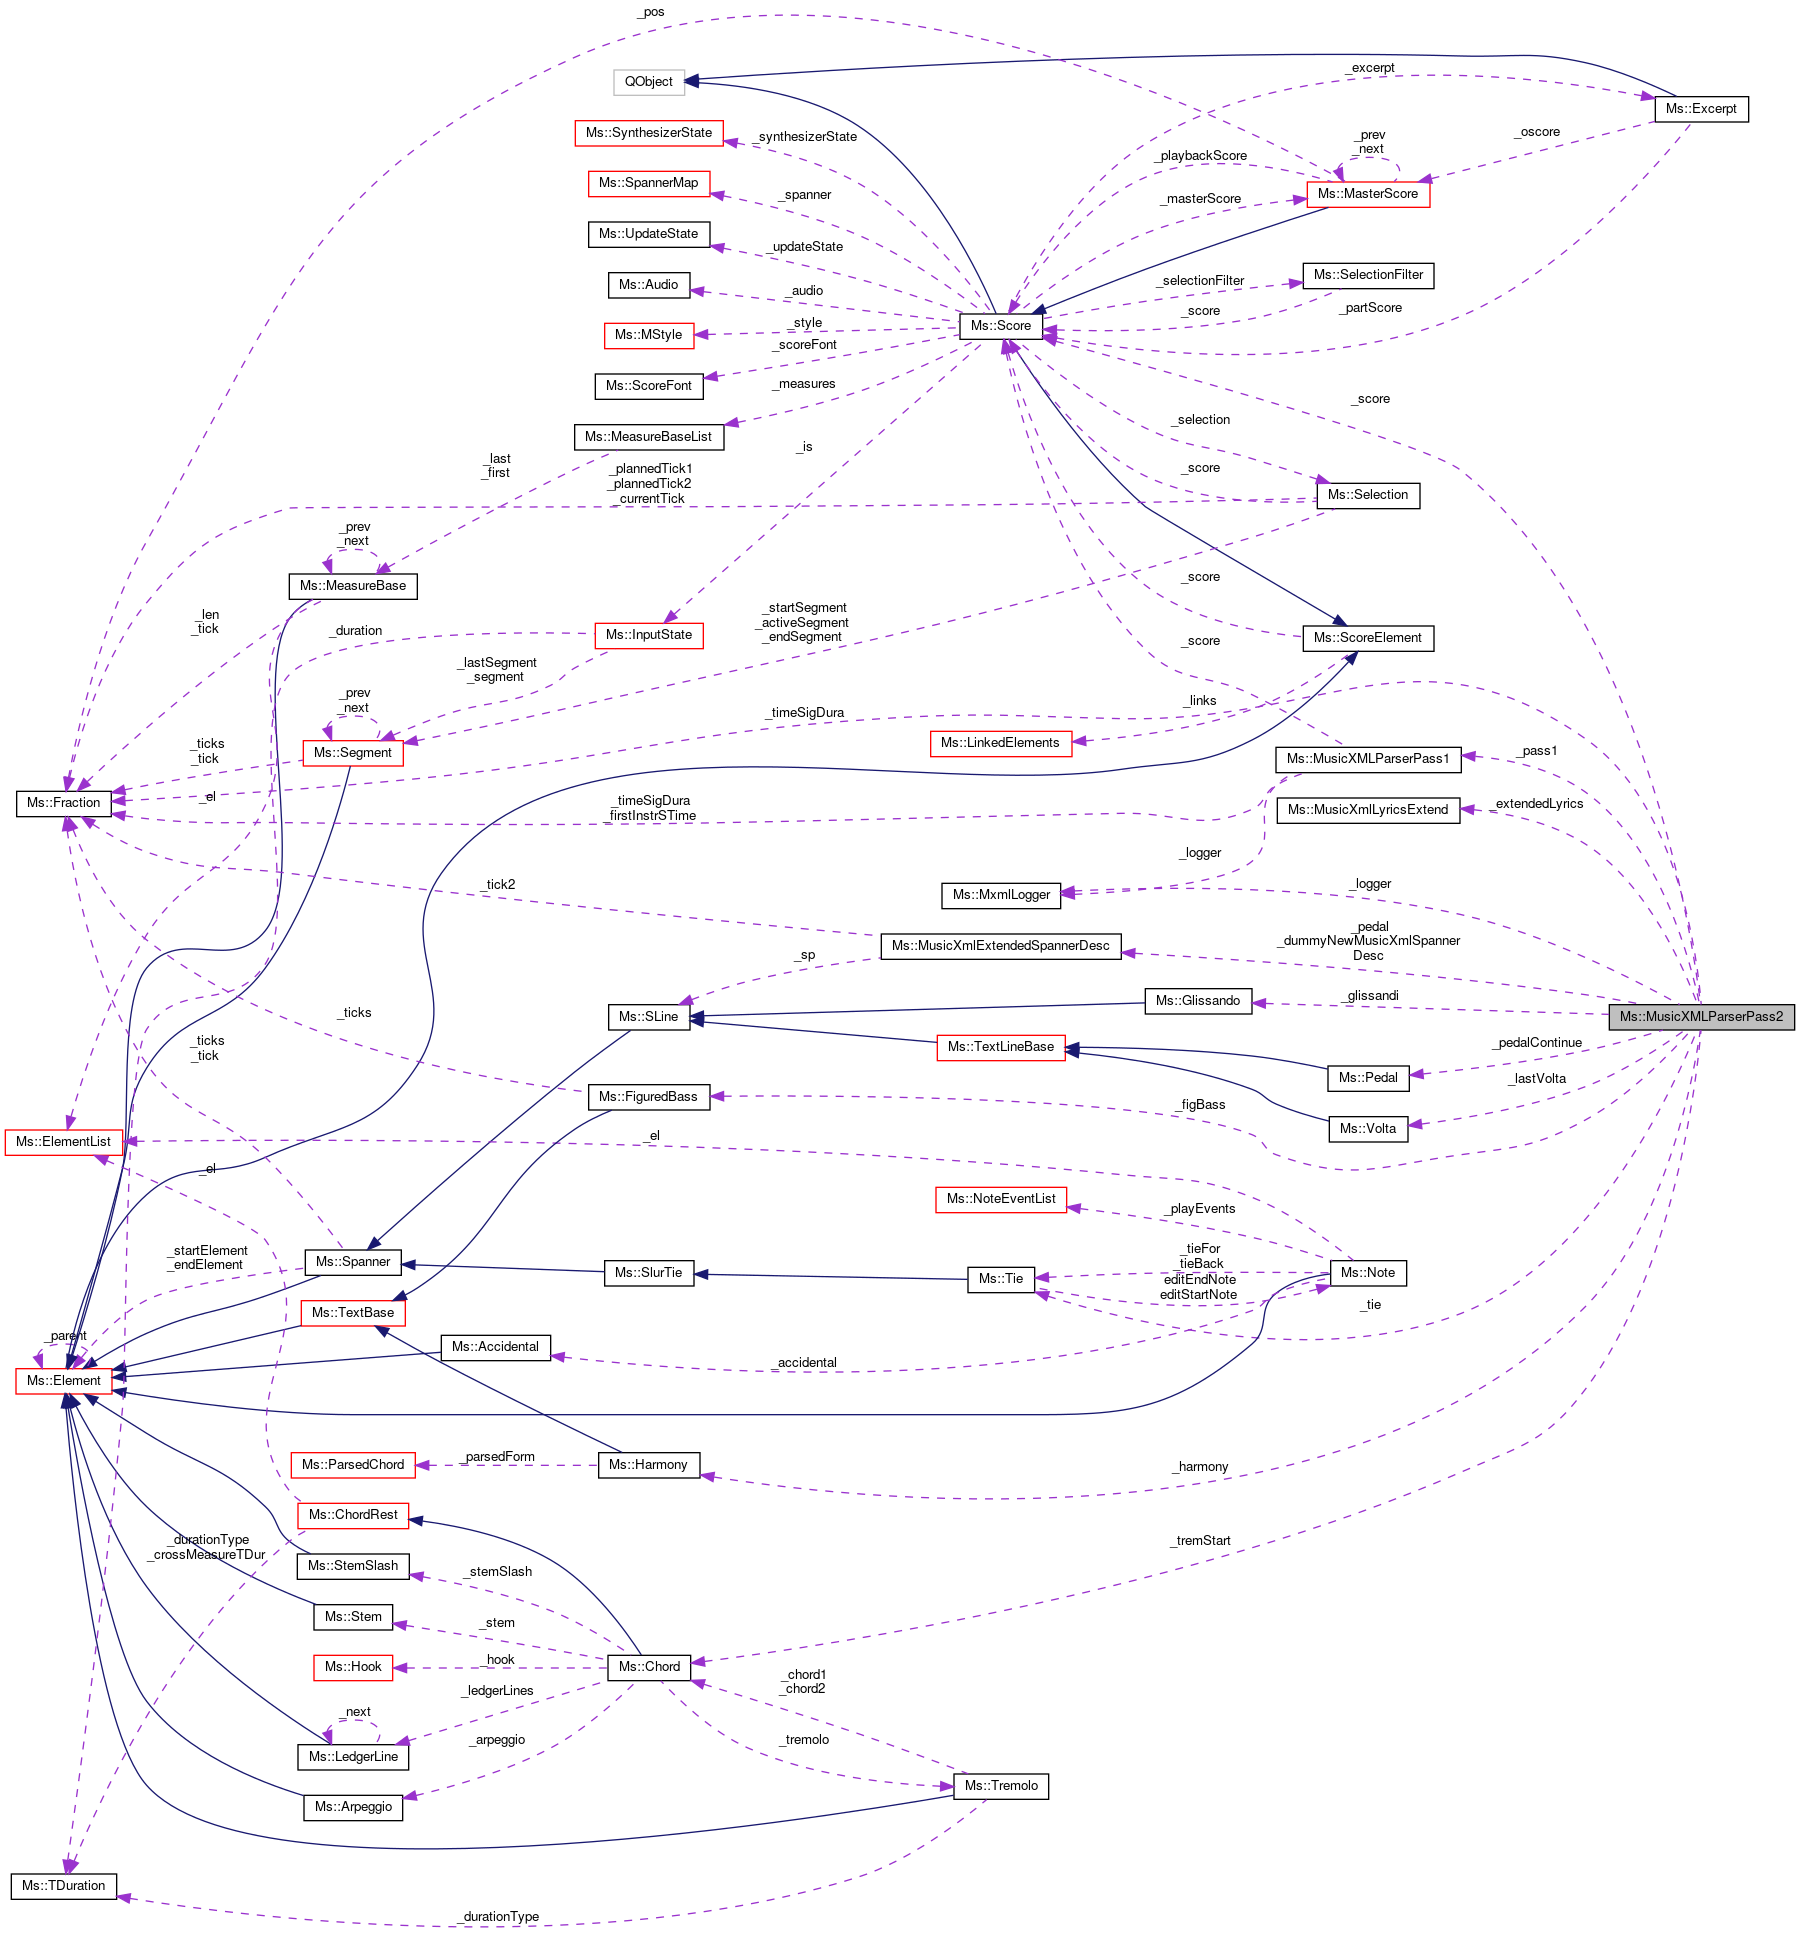 _pos
_excerpt
QObject
Ms::Excerpt
_oscore
Ms::SynthesizerState
_synthesizerState
_prev
_next
_playbackScore
Ms::SpannerMap
_spanner
Ms::MasterScore
_masterScore
Ms::UpdateState
_updateState
Ms::SelectionFilter
_selectionFilter
Ms::Audio
_audio
_score
_partScore
Ms::Score
Ms::MStyle
_style
_scoreFont
Ms::ScoreFont
_measures
_score
_selection
Ms::MeasureBaseList
_is
_last
_first
_plannedTick1
_plannedTick2
_currentTick
_score
Ms::Selection
_prev
_next
Ms::MeasureBase
_score
_len
_tick
_duration
Ms::InputState
_startSegment
_activeSegment
_endSegment
Ms::ScoreElement
_score
_lastSegment
_segment
_prev
_next
_links
_timeSigDura
Ms::Segment
_ticks
_tick
Ms::LinkedElements
Ms::MusicXMLParserPass1
_pass1
_el
Ms::Fraction
_timeSigDura
_firstInstrSTime
Ms::MusicXmlLyricsExtend
_extendedLyrics
_logger
_tick2
Ms::MxmlLogger
_logger
Ms::MusicXmlExtendedSpannerDesc
_pedal
_dummyNewMusicXmlSpanner
Desc
_sp
Ms::SLine
Ms::Glissando
_glissandi
Ms::MusicXMLParserPass2
_ticks
_ticks
_tick
Ms::TextLineBase
_pedalContinue
Ms::Pedal
_lastVolta
Ms::FiguredBass
_figBass
Ms::Volta
Ms::ElementList
_el
_el
Ms::NoteEventList
_playEvents
_startElement
_endElement
Ms::Spanner
Ms::SlurTie
Ms::Tie
_tieFor
_tieBack
editEndNote
editStartNote
Ms::Note
_tie
Ms::TextBase
_parent
Ms::Accidental
_accidental
Ms::Element
Ms::ParsedChord
_parsedForm
Ms::Harmony
_harmony
Ms::ChordRest
_durationType
_crossMeasureTDur
_tremStart
Ms::StemSlash
_stemSlash
Ms::Stem
_stem
Ms::Hook
_hook
Ms::Chord
_chord1
_chord2
_ledgerLines
_next
Ms::LedgerLine
_arpeggio
_tremolo
Ms::Tremolo
Ms::Arpeggio
Ms::TDuration
_durationType